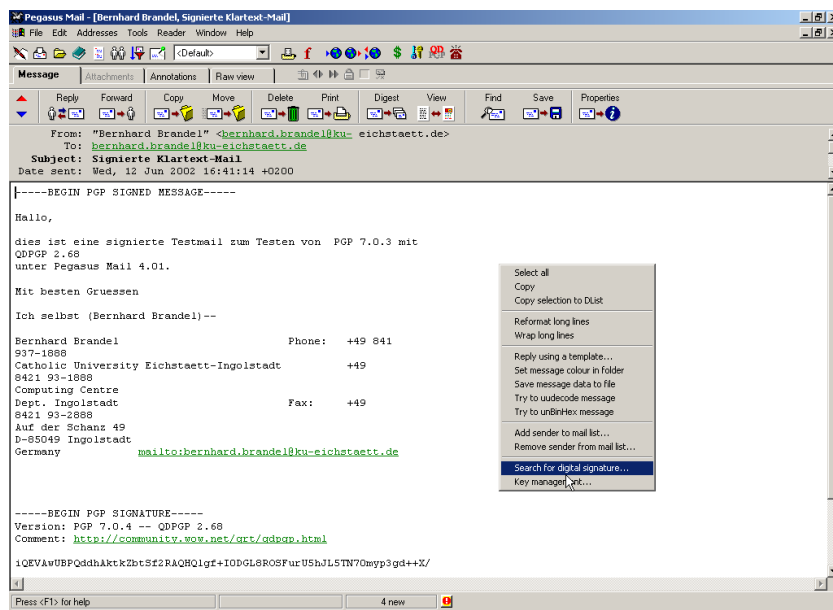 Pegasus Mail - [Bernhard Brandel, Signierte Klartext-Mail]
File Edit Addresses Tools Reader Window Help
<Default>
Message Attachments Annotations Raw view
Reply Forward Copy Move Delete Print Digest View Find Save Properties
From: "Bernhard Brandel" <bernhard.brandel@ku- eichstaett.de>
To: bernhard.brandel@ku-eichstaett.de
Subject: Signierte Klartext-Mail
Date sent: Wed, 12 Jun 2002 16:41:14 +0200
-----BEGIN PGP SIGNED MESSAGE-----
Hallo,
dies ist eine signierte Testmail zum Testen von PGP 7.0.3 mit
QDPGP 2.68
unter Pegasus Mail 4.01.
Mit besten Gruessen
Ich selbst (Bernhard Brandel)--
Bernhard Brandel Phone: +49 841
937-1888
Catholic University Eichstaett-Ingolstadt +49
8421 93-1888
Computing Centre
Dept. Ingolstadt Fax: +49
8421 93-2888
Auf der Schanz 49
D-85049 Ingolstadt
Germany mailto:bernhard.brandel@ku-eichstaett.de
-----BEGIN PGP SIGNATURE-----
Version: PGP 7.0.4 -- QDPGP 2.68
Comment: http://community.wow.net/grt/qdpgp.html
iQEVAwUBPQddhAktkZbtSf2RAQHQlgf+IODGL8ROSFurU5hJL5TN70myp3gd++X/
Select all
Copy
Copy selection to DList
Reformat long lines
Wrap long lines
Reply using a template...
Set message colour in folder
Save message data to file
Try to uudecode message
Try to unBinHex message
Add sender to mail list...
Remove sender from mail list...
Search for digital signature...
Key management...
Press <F1> for help 4 new